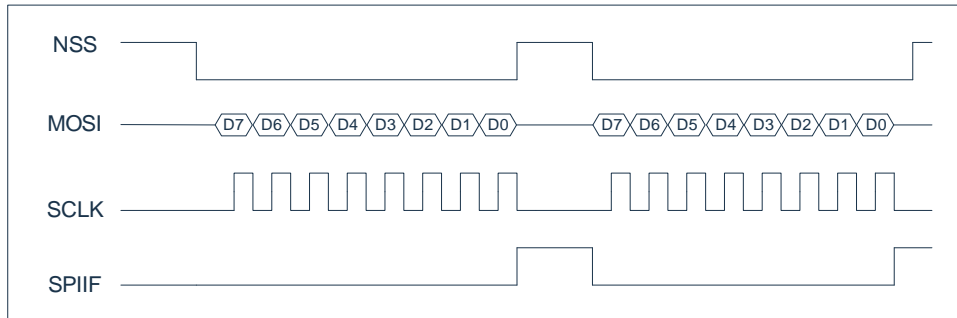 NSS
MOSI D7 D6 D5 D4 D3 D2 D1 D0 D7 D6 D5 D4 D3 D2 D1 D0
SCLK
SPIIF